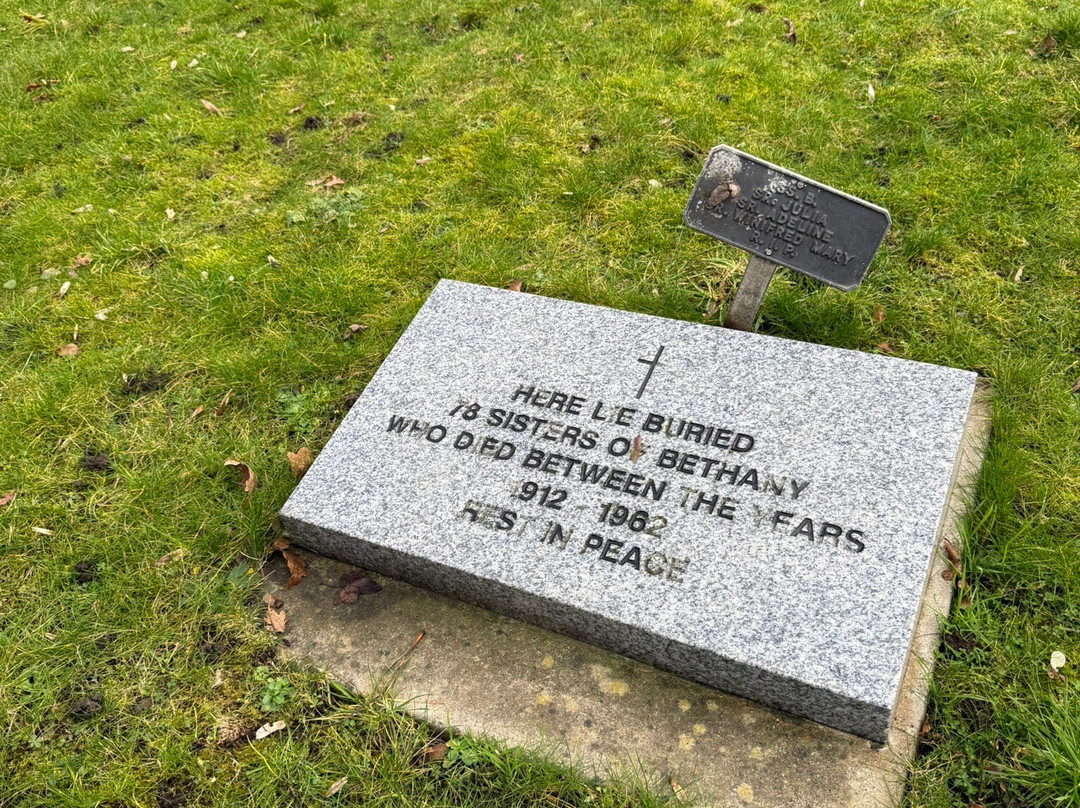 SR. JULIA
SR. ADELINE
WINIFRED MARY
R. I. P.
HERE LIE BURIED
78 SISTERS OF BETHANY
WHO DIED BETWEEN THE YEARS
1912 - 1962
REST IN PEACE